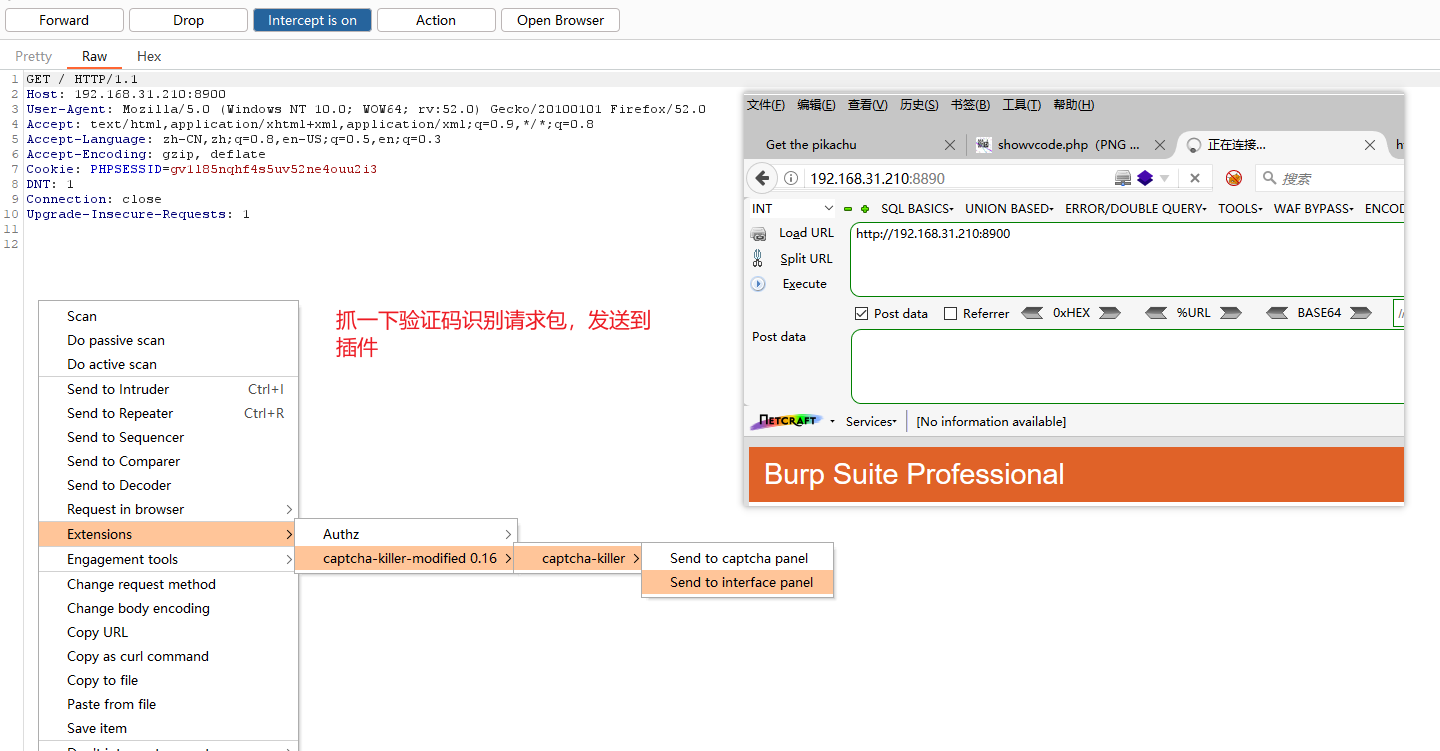 Forward Drop Intercept is on Action Open Browser
Pretty Raw Hex
1 GET / HTTP/1.1
2 Host: 192.168.31.210:8900
3 User-Agent: Mozilla/5.0 (Windows NT 10.0; WOW64; rv:52.0) Gecko/20100101 Firefox/52.0
4 Accept: text/html,application/xhtml+xml,application/xml;q=0.9,*/*;q=0.8
5 Accept-Language: zh-CN,zh;q=0.8,en-US;q=0.5,en;q=0.3
6 Accept-Encoding: gzip, deflate
7 Cookie: PHPSESSID=gv1185nqhf4s5uv52ne4ouu2i3
8 DNT: 1
9 Connection: close
10 Upgrade-Insecure-Requests: 1
11
12
抓一下验证码识别请求包，发送到
插件
Scan
Do passive scan
Do active scan
Send to Intruder Ctrl+I
Send to Repeater Ctrl+R
Send to Sequencer
Send to Comparer
Send to Decoder
Request in browser
Extensions
Engagement tools
Change request method
Change body encoding
Copy URL
Copy as curl command
Copy to file
Paste from file
Save item
Authz
captcha-killer-modified 0.16
captcha-killer
Send to captcha panel
Send to interface panel
文件(F) 编辑(E) 查看(V) 历史(S) 书签(B) 工具(T) 帮助(H)
Get the pikachu showvcode.php (PNG ... 正在连接...
192.168.31.210:8890 搜索
INT SQL BASICS UNION BASED ERROR/DOUBLE QUERY TOOLS WAF BYPASS ENCOD
Load URL http://192.168.31.210:8900
Split URL
Execute
Post data Referrer 0xHEX %URL BASE64 //
Post data
NETCRAFT Services [No information available]
Burp Suite Professional